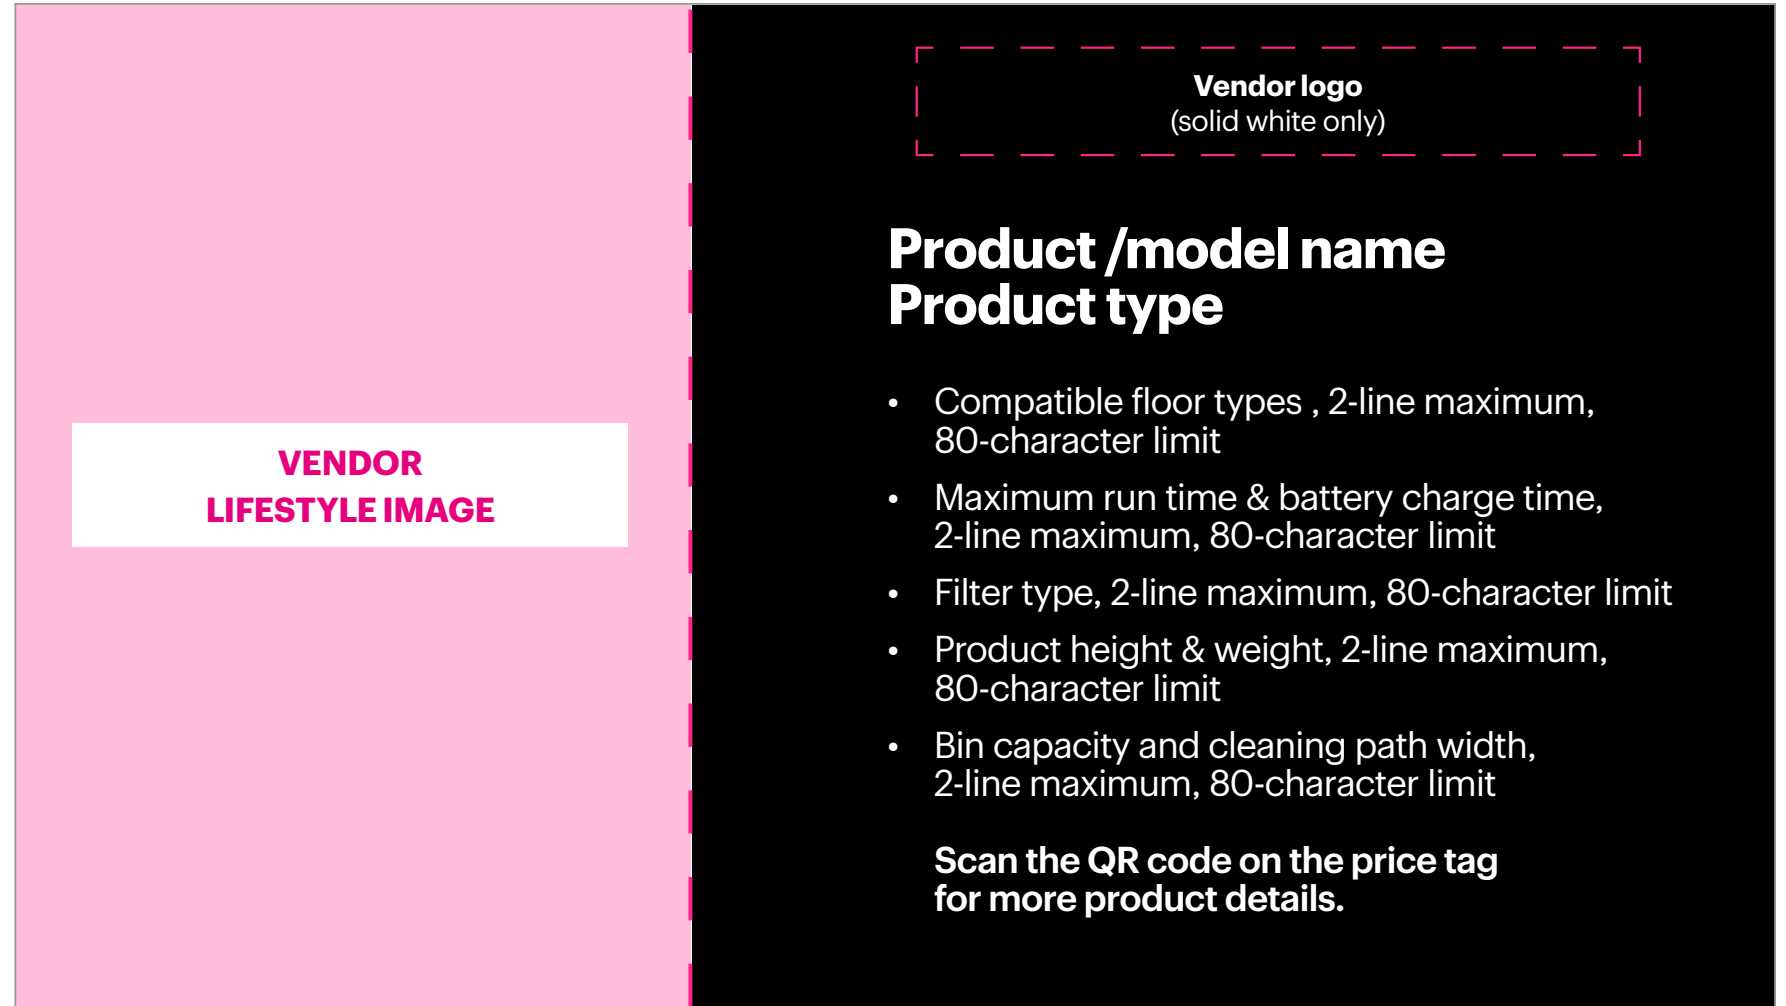 VENDOR
LIFESTYLE IMAGE
Vendor logo
(solid white only)
Product /model name
Product type
• Compatible floor types , 2-line maximum,
80-character limit
• Maximum run time & battery charge time,
2-line maximum, 80-character limit
• Filter type, 2-line maximum, 80-character limit
• Product height & weight, 2-line maximum,
80-character limit
• Bin capacity and cleaning path width,
2-line maximum, 80-character limit
Scan the QR code on the price tag
for more product details.